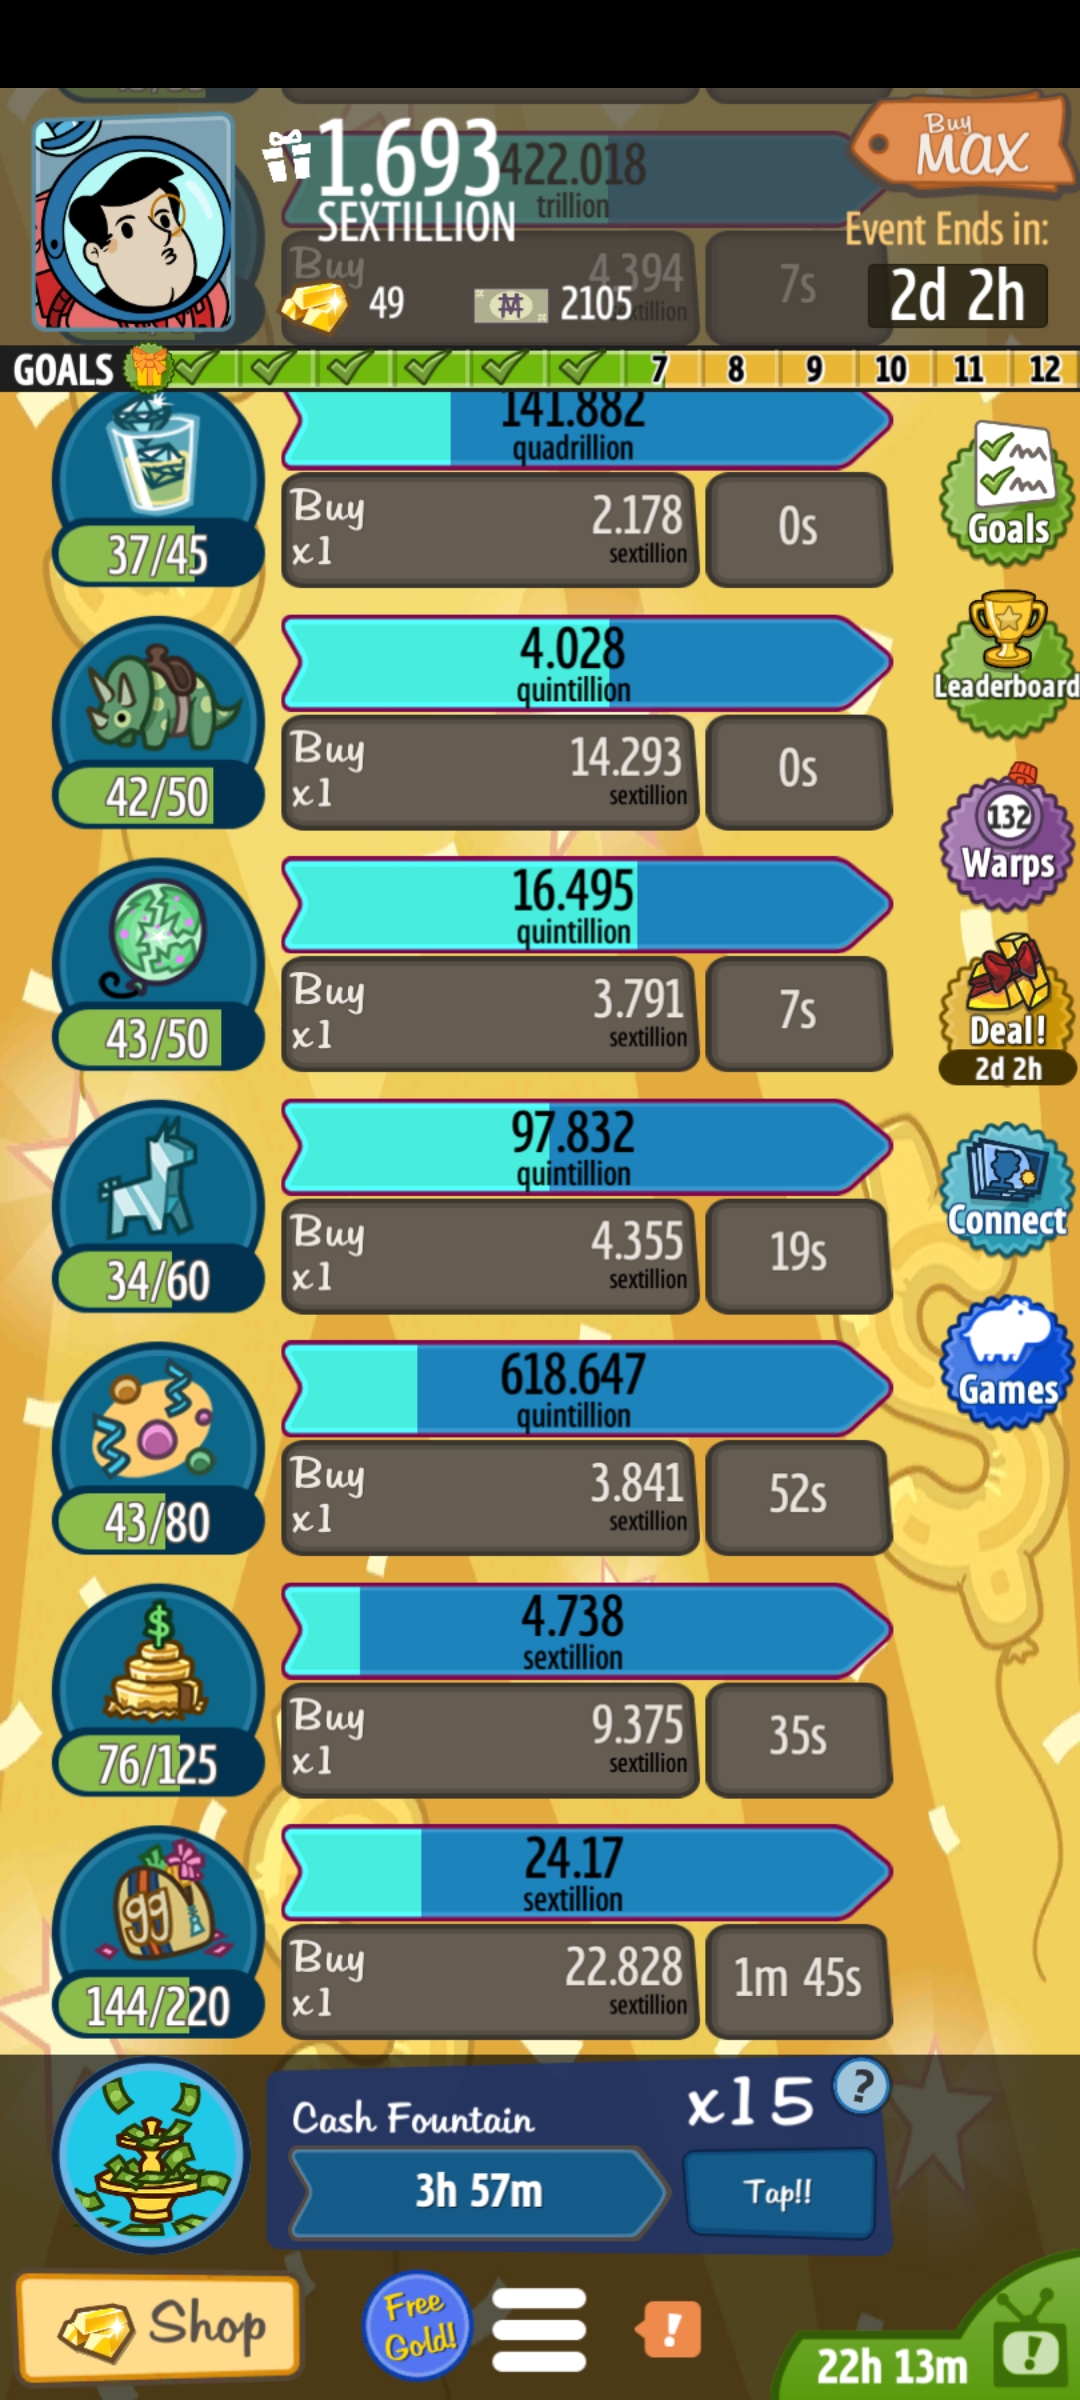 1.693
SEXTILLION
422.018
trillion
Buy
MAX
Event Ends in:
2d 2h
Buy
4.394
7s
49
2105
GOALS 7 8 9 10 11 12
141.882
quadrillion
Buy
x1
2.178
sextillion
0s
37/45
Goals
4.028
quintillion
Buy
x1
14.293
sextillion
0s
42/50
Leaderboard
16.495
quintillion
Buy
x1
3.791
sextillion
7s
43/50
132
Warps
Deal!
2d 2h
97.832
quintillion
Buy
x1
4.355
sextillion
19s
34/60
Connect
618.647
quintillion
Buy
x1
3.841
sextillion
52s
43/80
Games
$
4.738
sextillion
Buy
x1
9.375
sextillion
35s
76/125
gg
24.17
sextillion
Buy
x1
22.828
sextillion
1m 45s
144/220
Cash Fountain
x15
?
3h 57m
Tap!!
Shop
Free
Gold!
!
22h 13m
!